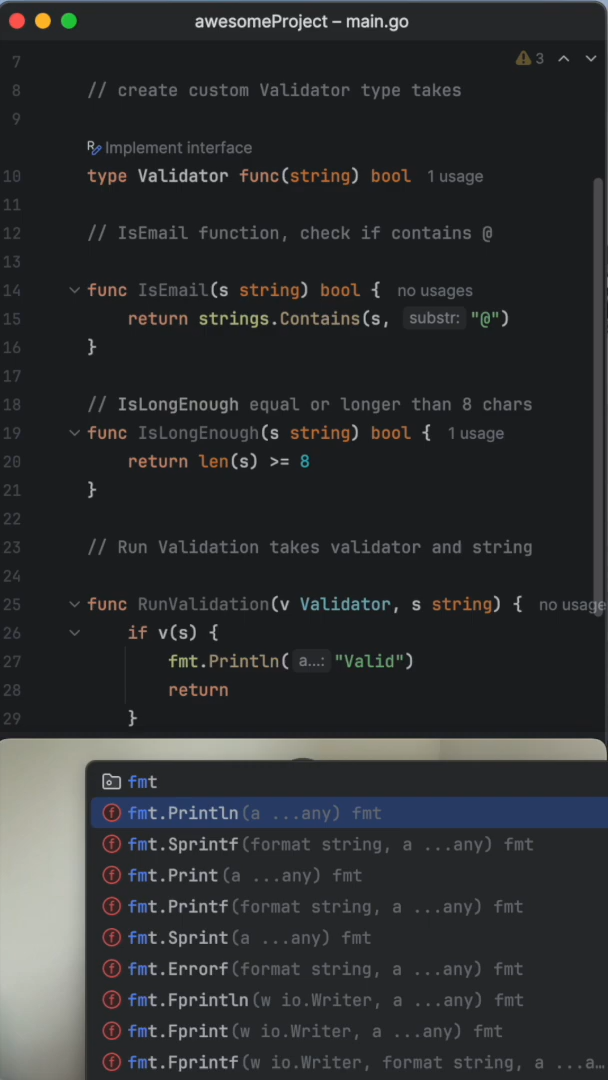 awesomeProject – main.go
7
3
8 // create custom Validator type takes
9
Implement interface
10 type Validator func(string) bool 1 usage
11
12 // IsEmail function, check if contains @
13
14 func IsEmail(s string) bool { no usages
15 return strings.Contains(s, substr: "@")
16 }
17
18 // IsLongEnough equal or longer than 8 chars
19 func IsLongEnough(s string) bool { 1 usage
20 return len(s) >= 8
21 }
22
23 // Run Validation takes validator and string
24
25 func RunValidation(v Validator, s string) { no usage
26 if v(s) {
27 fmt.Println( a...: "Valid")
28 return
29 }
fmt
fmt.Println(a ...any) fmt
fmt.Sprintf(format string, a ...any) fmt
fmt.Print(a ...any) fmt
fmt.Printf(format string, a ...any) fmt
fmt.Sprint(a ...any) fmt
fmt.Errorf(format string, a ...any) fmt
fmt.Fprintln(w io.Writer, a ...any) fmt
fmt.Fprint(w io.Writer, a ...any) fmt
fmt.Fprintf(w io.Writer, format string, a ...a…